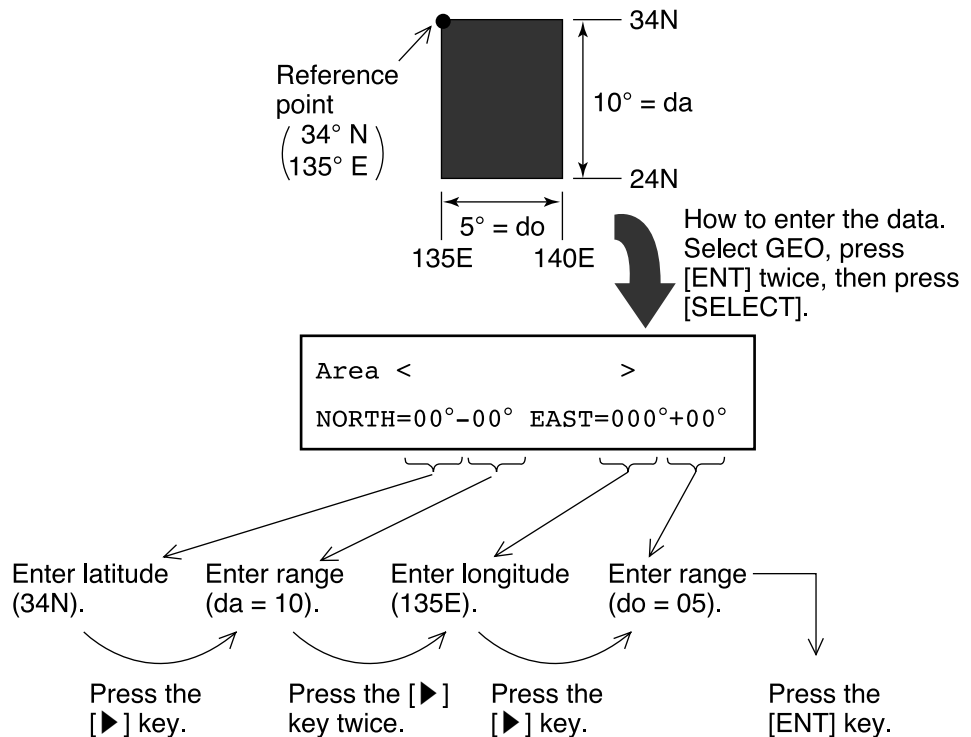 34N
Reference
point
( 34° N
135° E )
10° = da
24N
5° = do
135E 140E
How to enter the data.
Select GEO, press
[ENT] twice, then press
[SELECT].
Area < >
NORTH=00°–00° EAST=000°+00°
Enter latitude
(34N).
Enter range
(da = 10).
Enter longitude
(135E).
Enter range
(do = 05).
Press the
[▶] key.
Press the [▶]
key twice.
Press the
[▶] key.
Press the
[ENT] key.